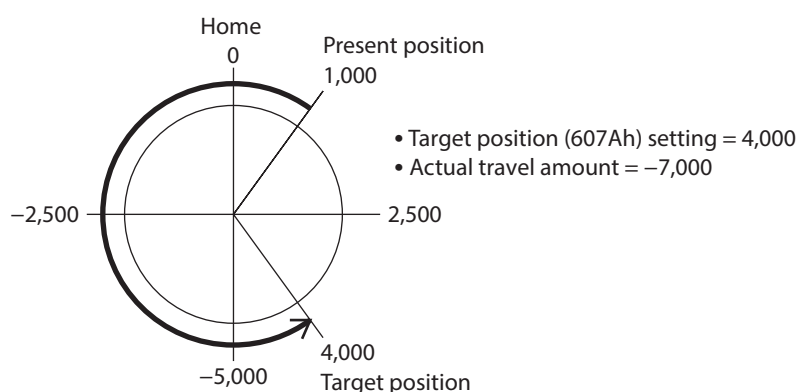 Home
0
Present position
1,000
• Target position (607Ah) setting = 4,000
• Actual travel amount = −7,000
−2,500
2,500
4,000
Target position
−5,000